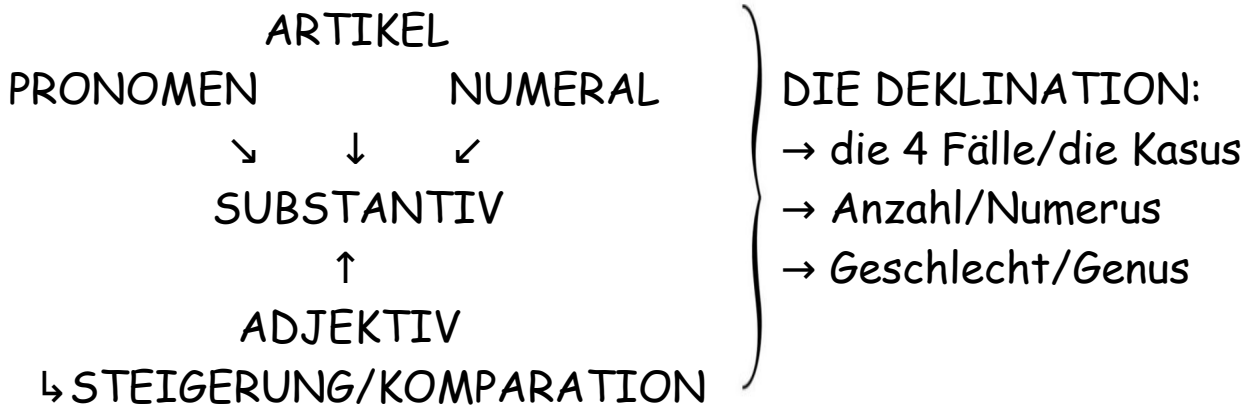 ARTIKEL
PRONOMEN NUMERAL
↘ ↓ ↙
SUBSTANTIV
↑
ADJEKTIV
↳STEIGERUNG/KOMPARATION
DIE DEKLINATION:
→ die 4 Fälle/die Kasus
→ Anzahl/Numerus
→ Geschlecht/Genus